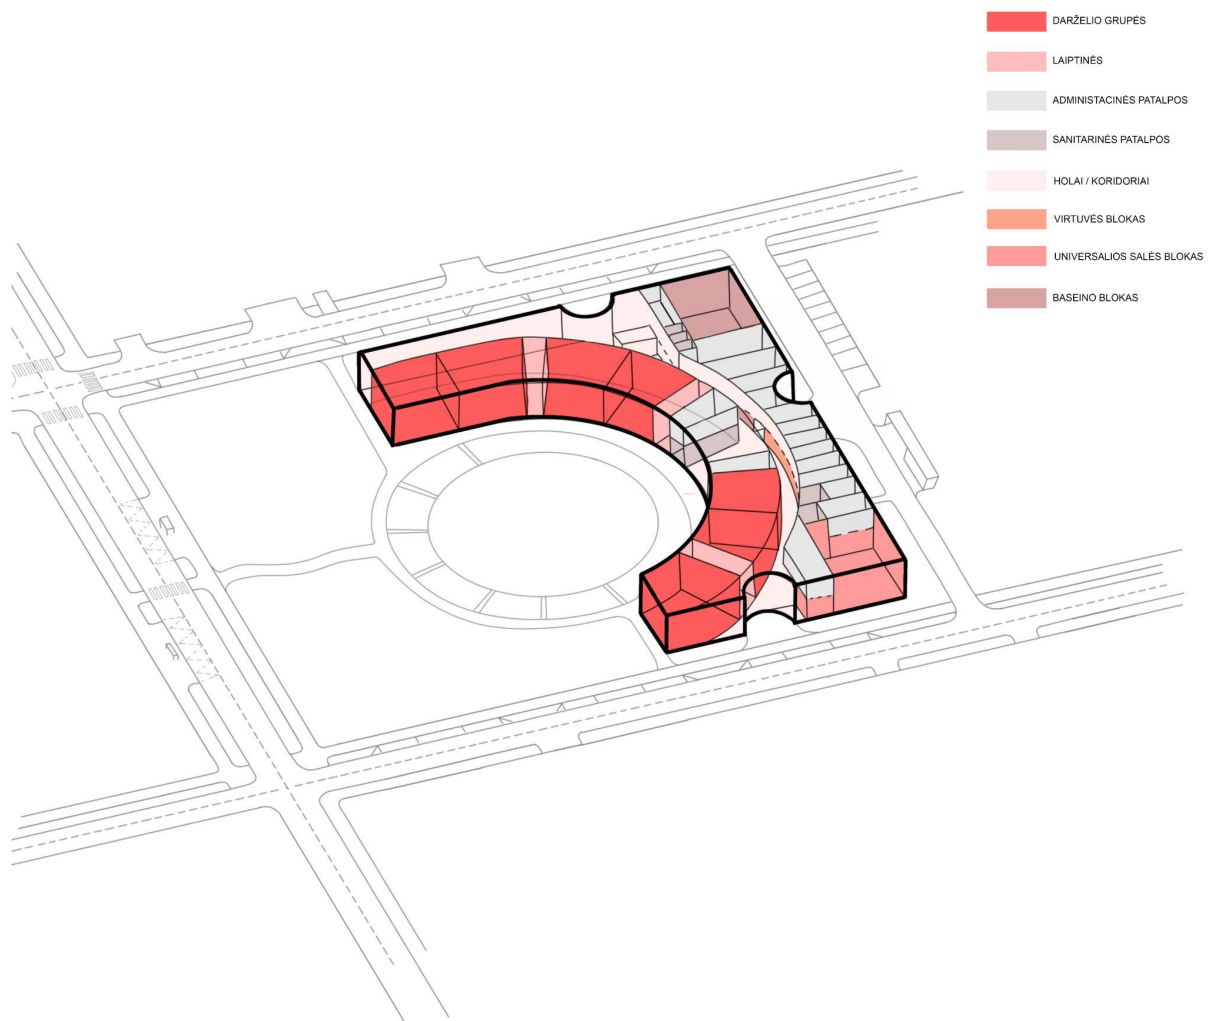 DARŽELIO GRUPĖS
LAIPTINĖS
ADMINISTACINĖS PATALPOS
SANITARINĖS PATALPOS
HOLAI / KORIDORIAI
VIRTUVĖS BLOKAS
UNIVERSALIOS SALĖS BLOKAS
BASEINO BLOKAS